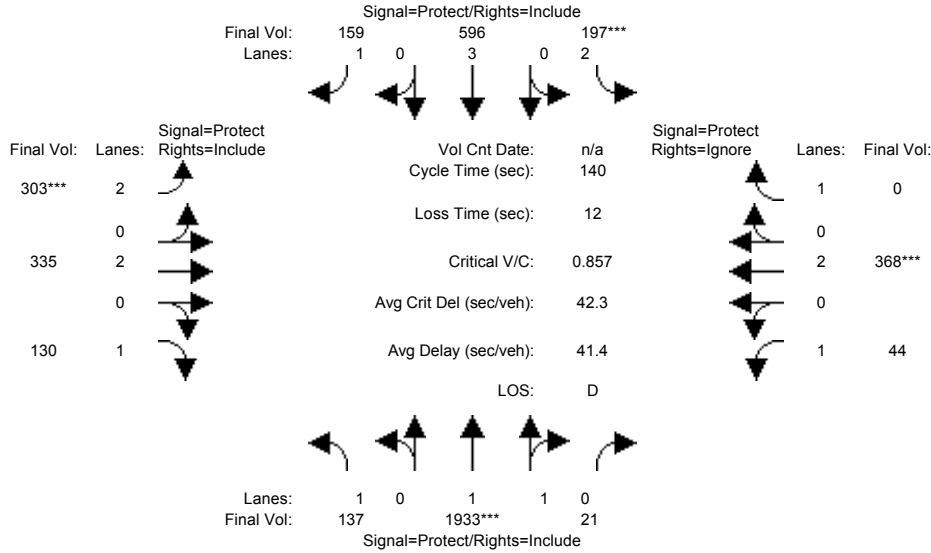 Signal=Protect/Rights=Include
Final Vol: 159 596 197***
Lanes: 1 0 3 0 2
Signal=Protect
Final Vol: Lanes: Rights=Include
Vol Cnt Date: n/a
Signal=Protect
Rights=Ignore Lanes: Final Vol:
Cycle Time (sec): 140
303*** 2
1 0
Loss Time (sec): 12
0
0
335 2
Critical V/C: 0.857
2 368***
0
Avg Crit Del (sec/veh): 42.3
0
130 1
Avg Delay (sec/veh): 41.4
1 44
LOS: D
Lanes: 1 0 1 1 0
Final Vol: 137 1933*** 21
Signal=Protect/Rights=Include